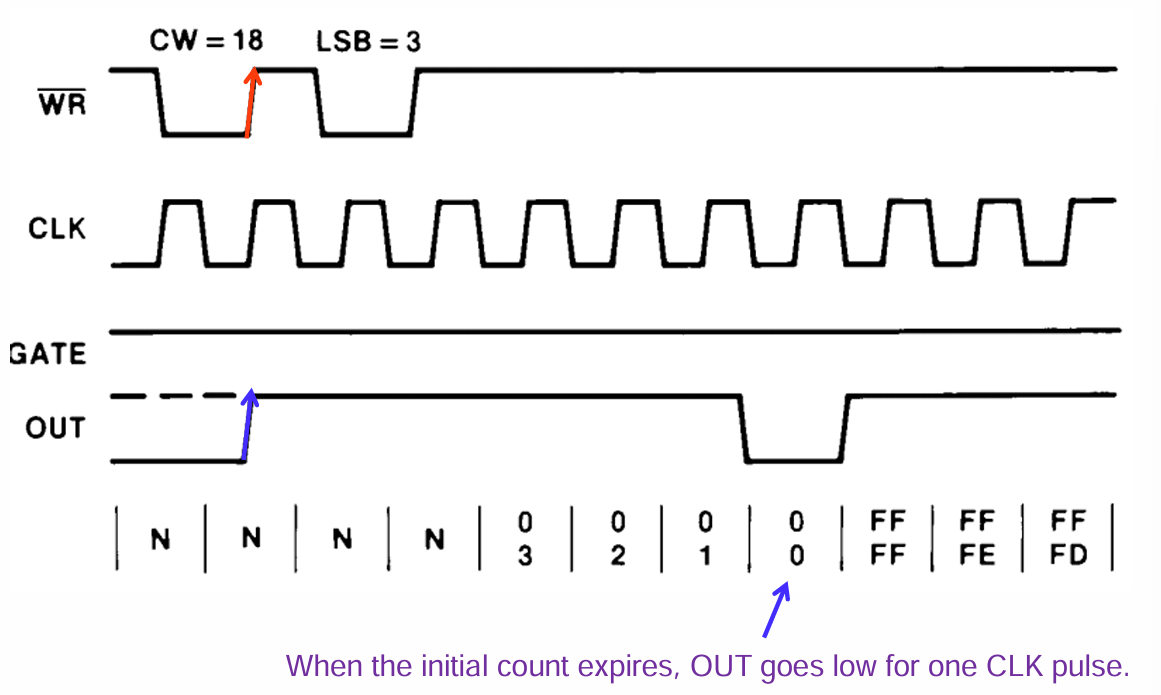 CW = 18 LSB = 3
WR
CLK
GATE
OUT
N N N N 0 0 0 0 FF FF FF
3 2 1 0 FF FE FD
When the initial count expires, OUT goes low for one CLK pulse.